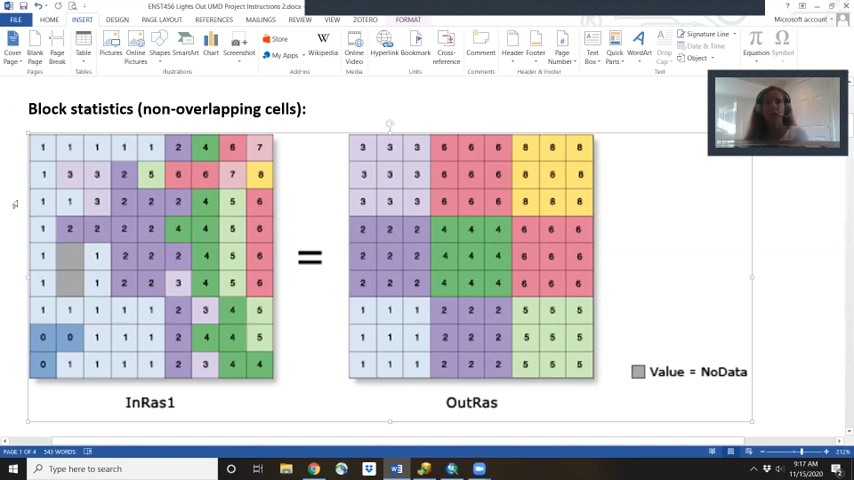 ENST456 Lights Out UMD Project Instructions 2.docx
FILE HOME INSERT DESIGN PAGE LAYOUT REFERENCES MAILINGS REVIEW VIEW ZOTERO FORMAT
Microsoft account
Cover Page Blank Page Page Break
Table
Pictures Online Pictures Shapes SmartArt Chart Screenshot
Store
My Apps
Wikipedia
Online Video
Hyperlink Bookmark Cross-reference
Comment
Header Footer Page Number
Text Box Quick Parts WordArt Drop Cap
Signature Line
Date & Time
Object
Equation Symbol
Pages Tables Illustrations Add-ins Media Links Comments Header & Footer Text Symbols
Block statistics (non-overlapping cells):
1 1 1 1 1 2 4 6 7
1 3 3 2 5 6 6 7 8
1 1 3 2 2 2 4 5 6
1 2 2 2 2 4 4 5 6
1 1 2 2 2 4 5 6
1 1 2 2 3 4 5 6
1 1 1 1 1 2 3 4 5
0 0 1 1 1 2 4 4 5
0 1 1 1 1 2 3 4 4
InRas1
=
3 3 3 6 6 6 8 8 8
3 3 3 6 6 6 8 8 8
3 3 3 6 6 6 8 8 8
2 2 2 4 4 4 6 6 6
2 2 2 4 4 4 6 6 6
2 2 2 4 4 4 6 6 6
1 1 1 2 2 2 5 5 5
1 1 1 2 2 2 5 5 5
1 1 1 2 2 2 5 5 5
OutRas
Value = NoData
PAGE 1 OF 4 343 WORDS
212%
Type here to search
9:17 AM
11/15/2020